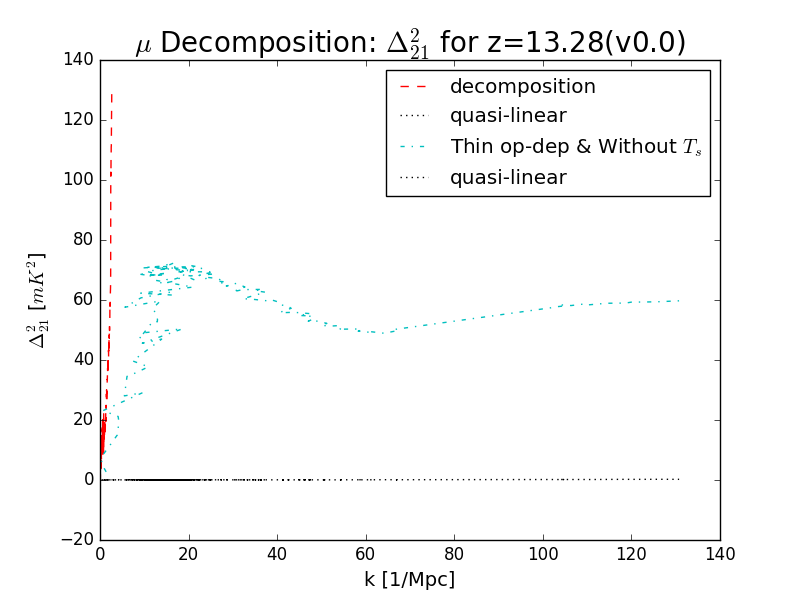 μ Decomposition: Δ²₂₁ for z=13.28(v0.0)
decomposition
quasi-linear
Thin op-dep & Without Tₛ
quasi-linear
140
120
100
80
60
40
20
0
−20
Δ²₂₁ [mK²]
0 20 40 60 80 100 120 140
k [1/Mpc]